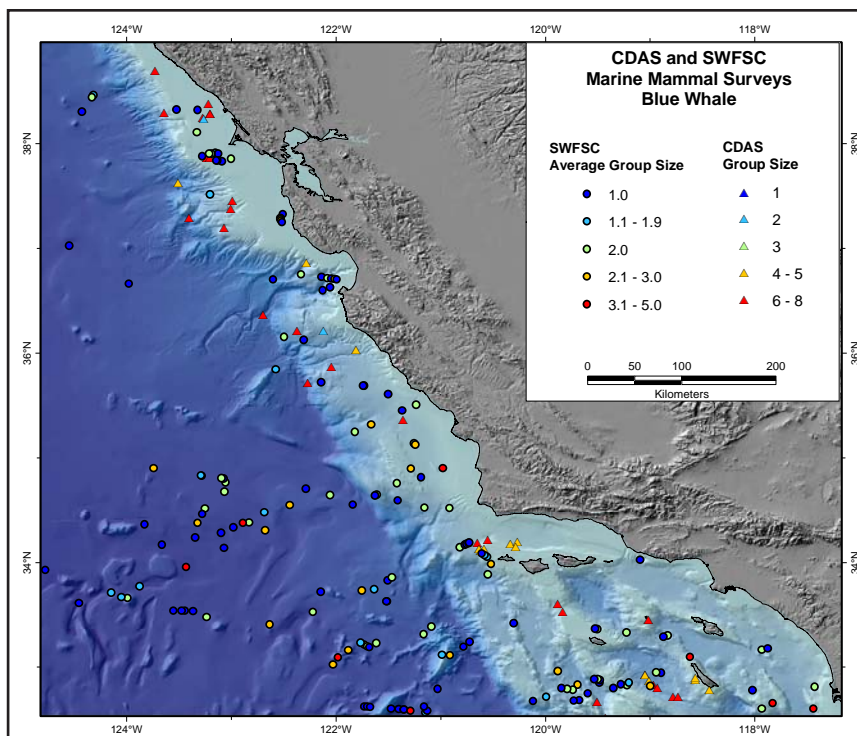 124°W 122°W 120°W 118°W
CDAS and SWFSC
Marine Mammal Surveys
Blue Whale
SWFSC
Average Group Size
1.0
1.1 - 1.9
2.0
2.1 - 3.0
3.1 - 5.0
CDAS
Group Size
1
2
3
4 - 5
6 - 8
0 50 100 200
Kilometers
38°N 38°N
36°N 36°N
34°N 34°N
124°W 122°W 120°W 118°W